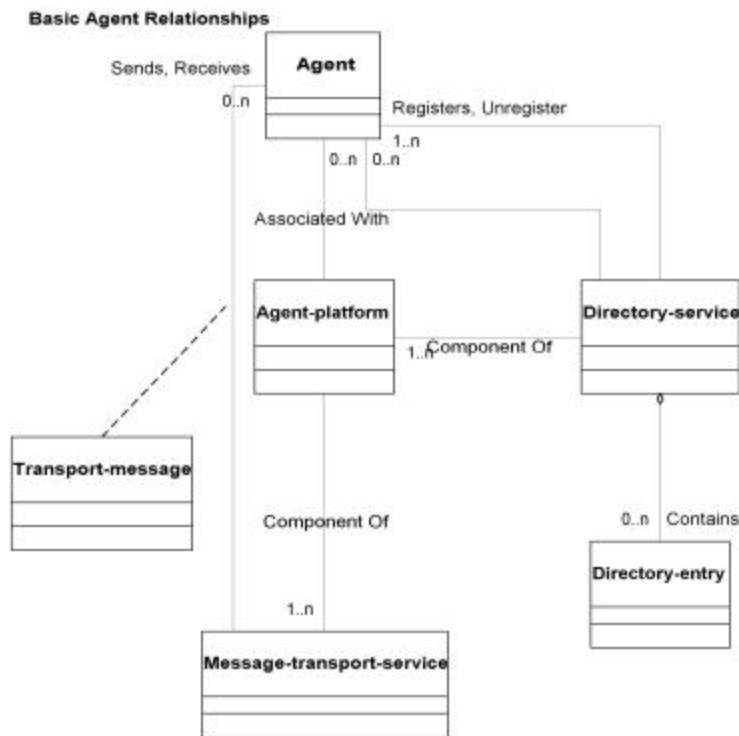 Basic Agent Relationships
Agent
Sends, Receives
0..n
Registers, Unregister
1..n
0..n
0..n
Associated With
Agent-platform
Directory-service
1..n
Component Of
0
Transport-message
Component Of
0..n
Contains
Directory-entry
1..n
Message-transport-service